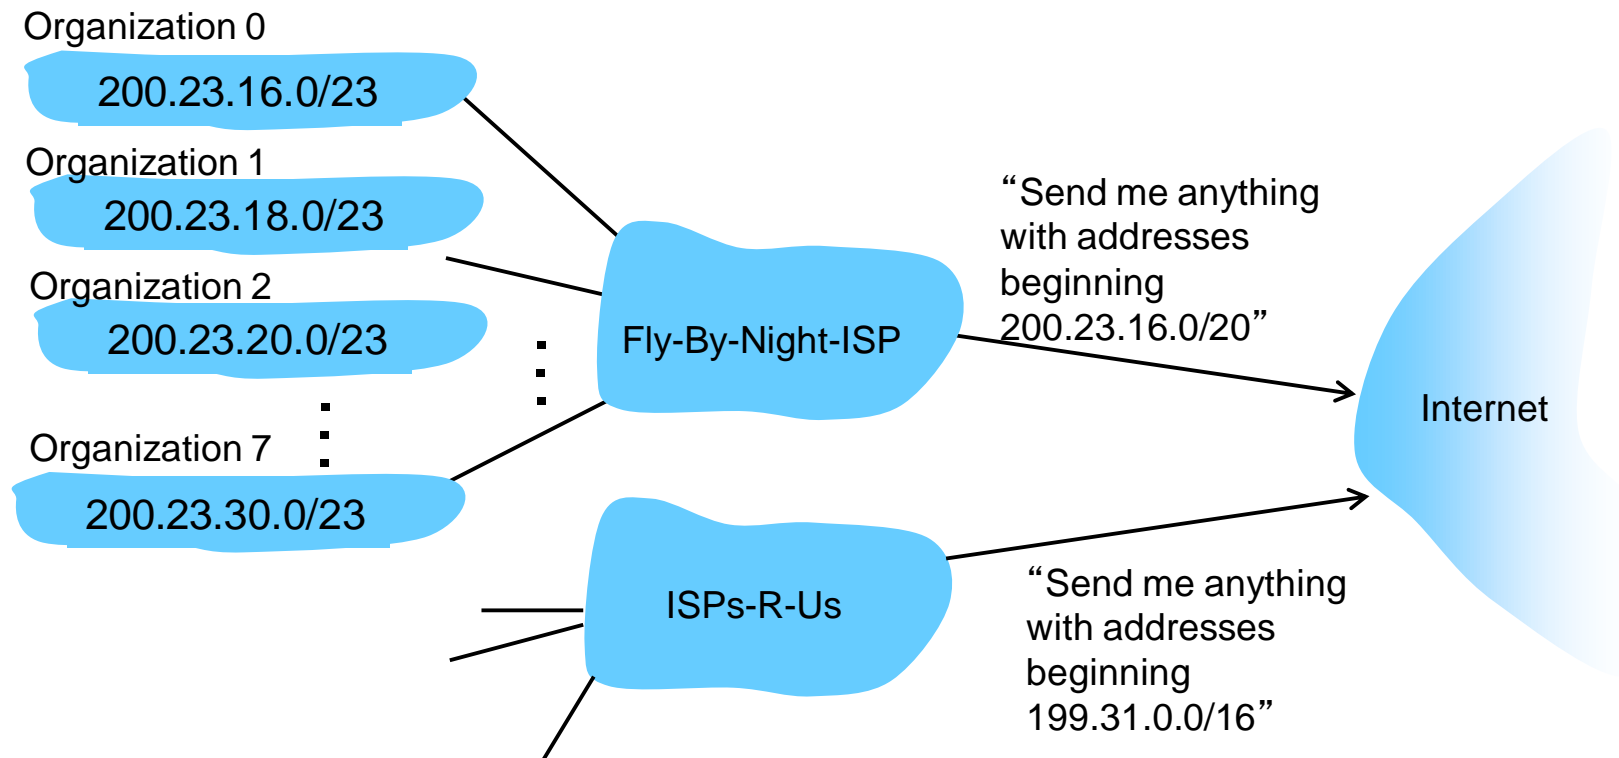 Organization 0
200.23.16.0/23
Organization 1
200.23.18.0/23
Organization 2
200.23.20.0/23
Organization 7
200.23.30.0/23
Fly-By-Night-ISP
“Send me anything
with addresses
beginning
200.23.16.0/20”
Internet
ISPs-R-Us
“Send me anything
with addresses
beginning
199.31.0.0/16”